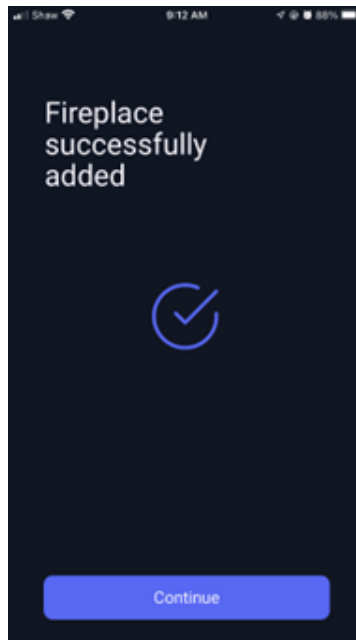 Shaw 9:12 AM 88%
Fireplace
successfully
added
Continue